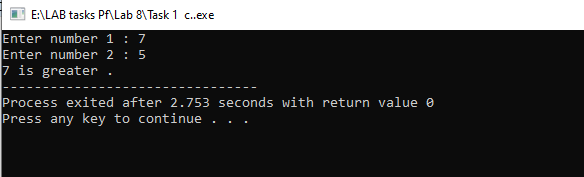 E:\LAB tasks Pf\Lab 8\Task 1  c..exe
Enter number 1 : 7
Enter number 2 : 5
7 is greater .
--------------------------------
Process exited after 2.753 seconds with return value 0
Press any key to continue . . .